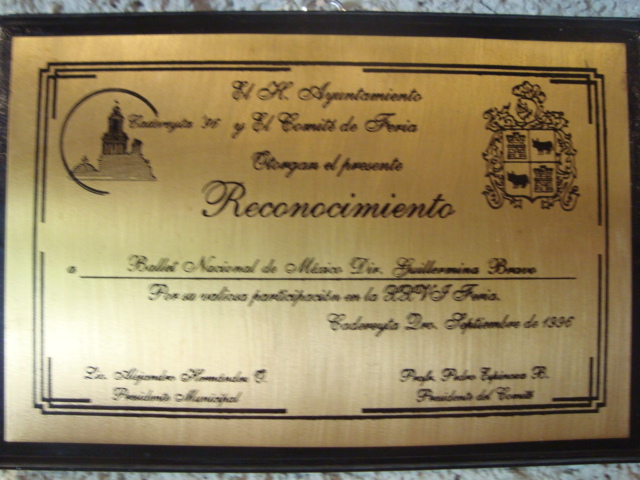 El H. Ayuntamiento
Cadereyta '96 y El Comité de Feria
Otorgan el presente
Reconocimiento
a Ballet Nacional de México Dir. Guillermina Bravo
Por su valiosa participación en la XXVI Feria.
Cadereyta Qro. Septiembre de 1996
Lic. Alejandro Hernández O.
Presidente Municipal
Profr. Pedro Espinoza B.
Presidente del Comité